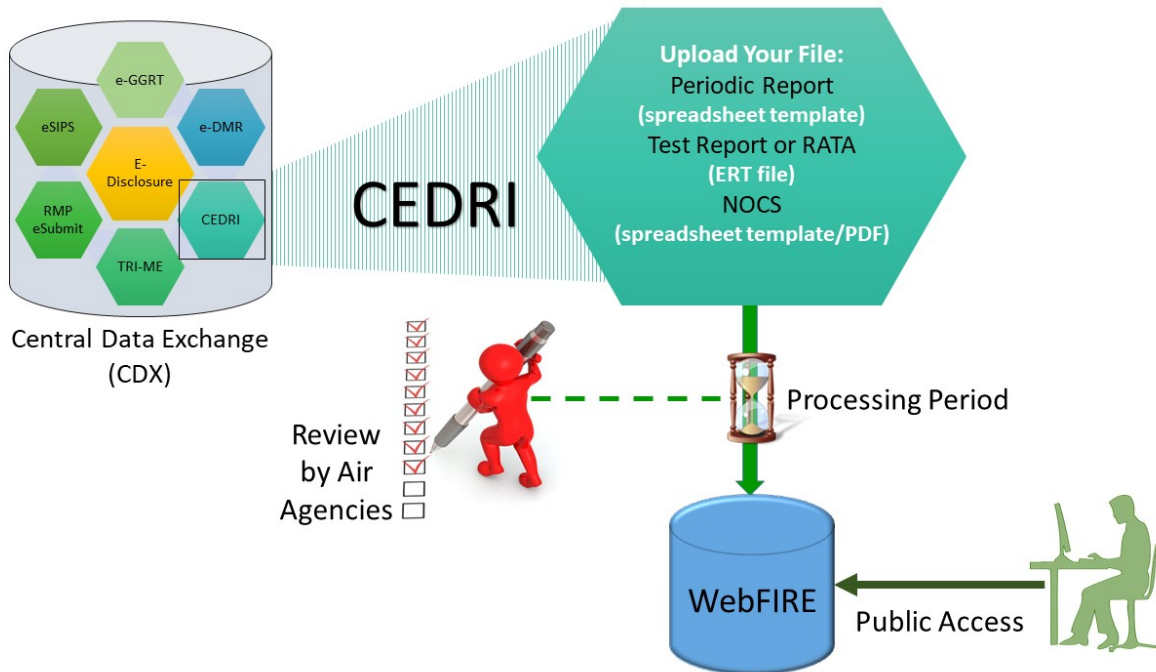 e-GGRT
eSIPS
e-DMR
E-
Disclosure
RMP
eSubmit
CEDRI
TRI-ME
Central Data Exchange
(CDX)
CEDRI
Upload Your File:
Periodic Report
(spreadsheet template)
Test Report or RATA
(ERT file)
NOCS
(spreadsheet template/PDF)
Review
by Air
Agencies
Processing Period
WebFIRE
Public Access